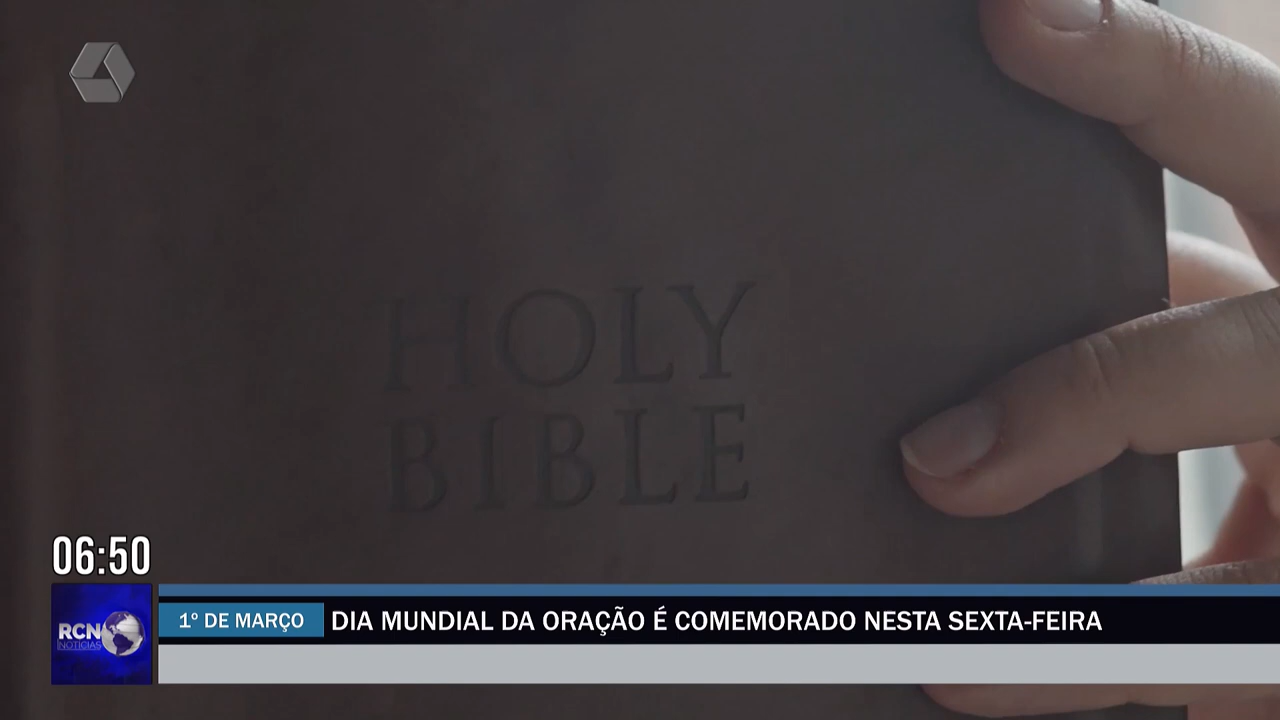 HOLY
BIBLE
06:50
RCN
NOTÍCIAS
1º DE MARÇO
DIA MUNDIAL DA ORAÇÃO É COMEMORADO NESTA SEXTA-FEIRA